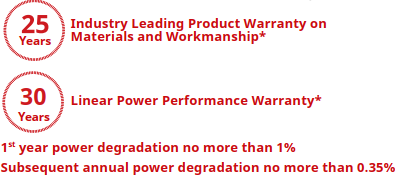 25
Years
Industry Leading Product Warranty on
Materials and Workmanship*
30
Years
Linear Power Performance Warranty*
1st year power degradation no more than 1%
Subsequent annual power degradation no more than 0.35%